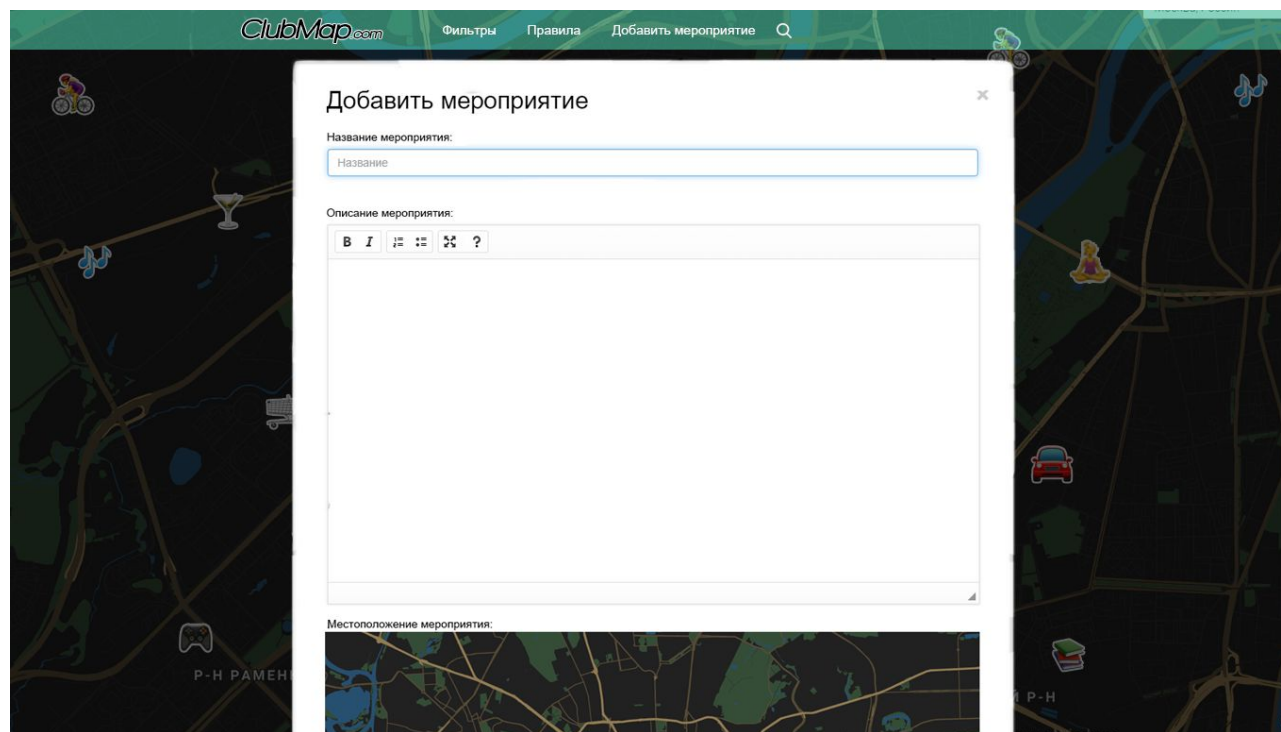 ClubMap.com
Фильтры
Правила
Добавить мероприятие
Добавить мероприятие
×
Название мероприятия:
Название
Описание мероприятия:
B I ?
Местоположение мероприятия:
Р-Н РАМЕН
Р-Н